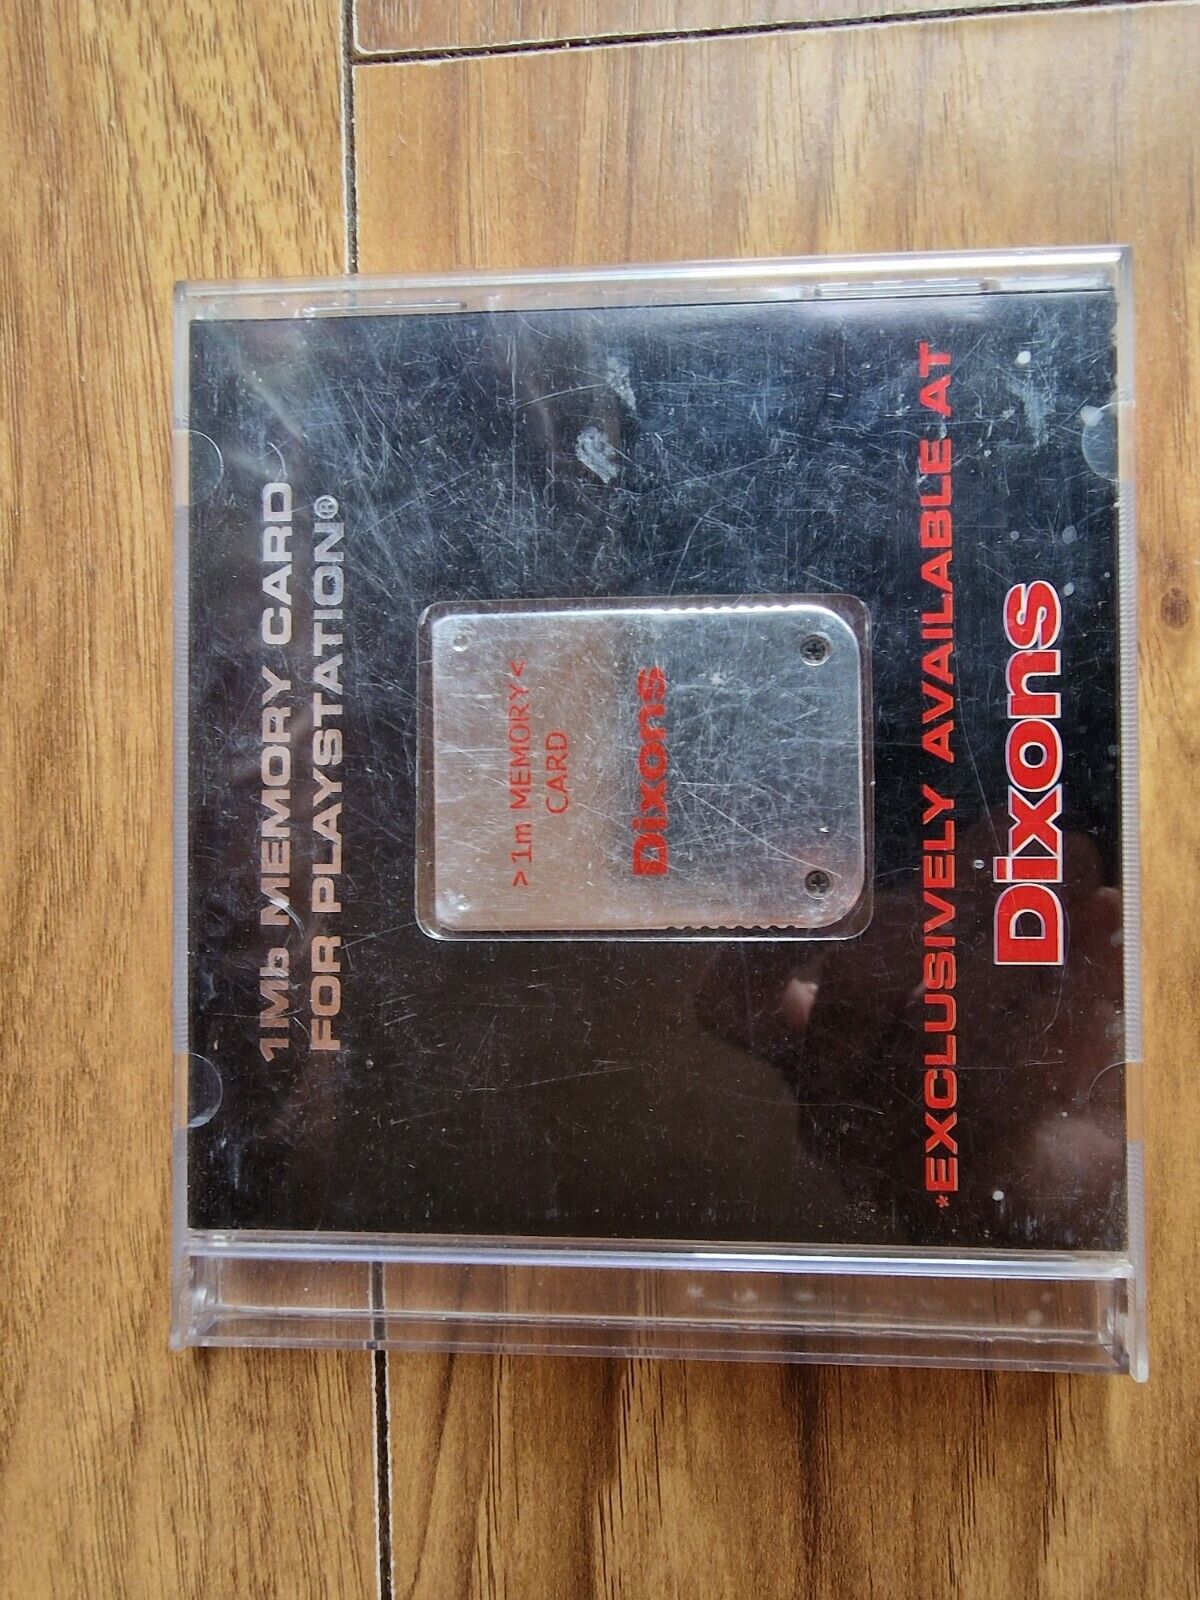 1Mb MEMORY CARD
FOR PLAYSTATION®
>1m MEMORY<
CARD
Dixons
*EXCLUSIVELY AVAILABLE AT
Dixons